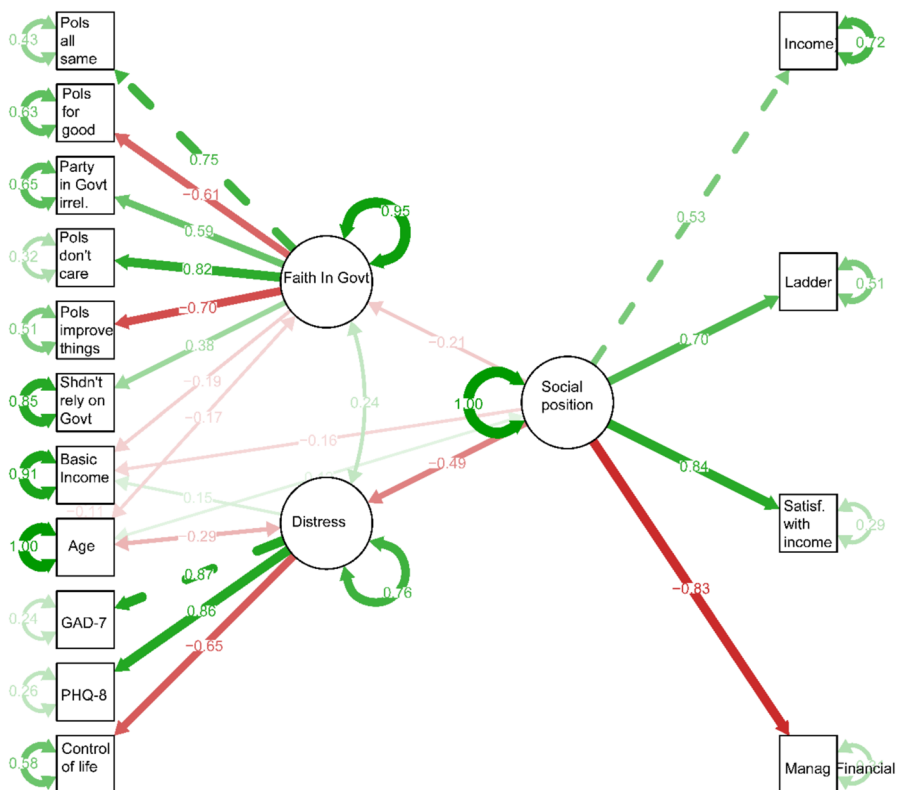 Pols
all
same
0.43
Income
0.72
Pols
for
good
0.63
0.75
Party
in Govt
irrel.
0.65
−0.61
0.95
0.53
0.59
Pols
don't
care
0.32
0.82
Faith In Govt
Ladder
0.51
Pols
improve
things
0.51
−0.70
−0.21
0.70
0.38
Shdn't
rely on
Govt
0.85
−0.19
−0.17
0.24
1.00
Social
position
Basic
Income
0.91
−0.16
−0.49
0.84
0.15
−0.11
Age
1.00
−0.29
Distress
Satisf.
with
income
0.29
0.87
0.76
−0.83
GAD-7
0.24
0.86
−0.65
PHQ-8
0.26
Control
of life
0.58
Manag Financial